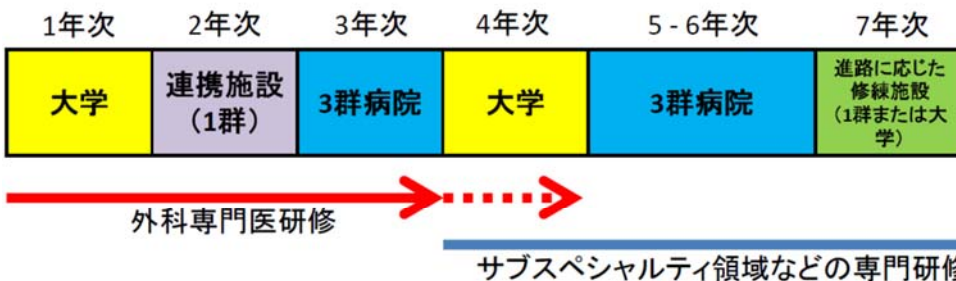 1年次 2年次 3年次 4年次 5 - 6年次 7年次
大学
連携施設
（1群）
3群病院
大学
3群病院
進路に応じた
修練施設
（1群または大
学）
外科専門医研修
サブスペシャルティ領域などの専門研修